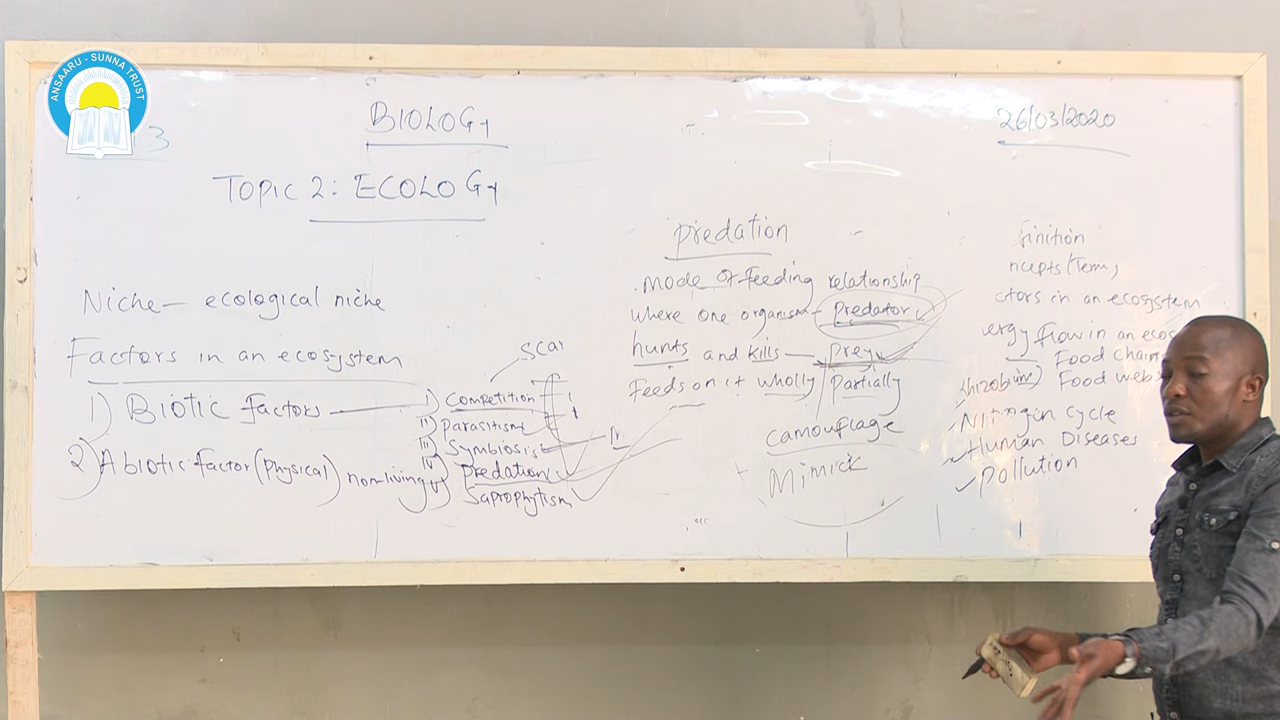 ANSAARU - SUNNA TRUST
3
BIOLOGY
26/03/2020
TOPIC 2: ECOLOGY
Niche — ecological niche
Factors in an ecosystem
1) Biotic factors
2) Abiotic factor (physical) non-living
scar
i) Competition
ii) Parasitism
iii) Symbiosis
iv) Predation
v) Saprophytism
Predation
. mode of feeding relationship
where one organism - Predator
hunts and kills — prey
Feeds on it wholly / partially
camouflage
Mimick
finition
ncepts (Term,
ctors in an ecosystem
ergy flow in an ecos
Food chain
(rhizobium) Food web
Nitrogen cycle
Human Diseases
Pollution